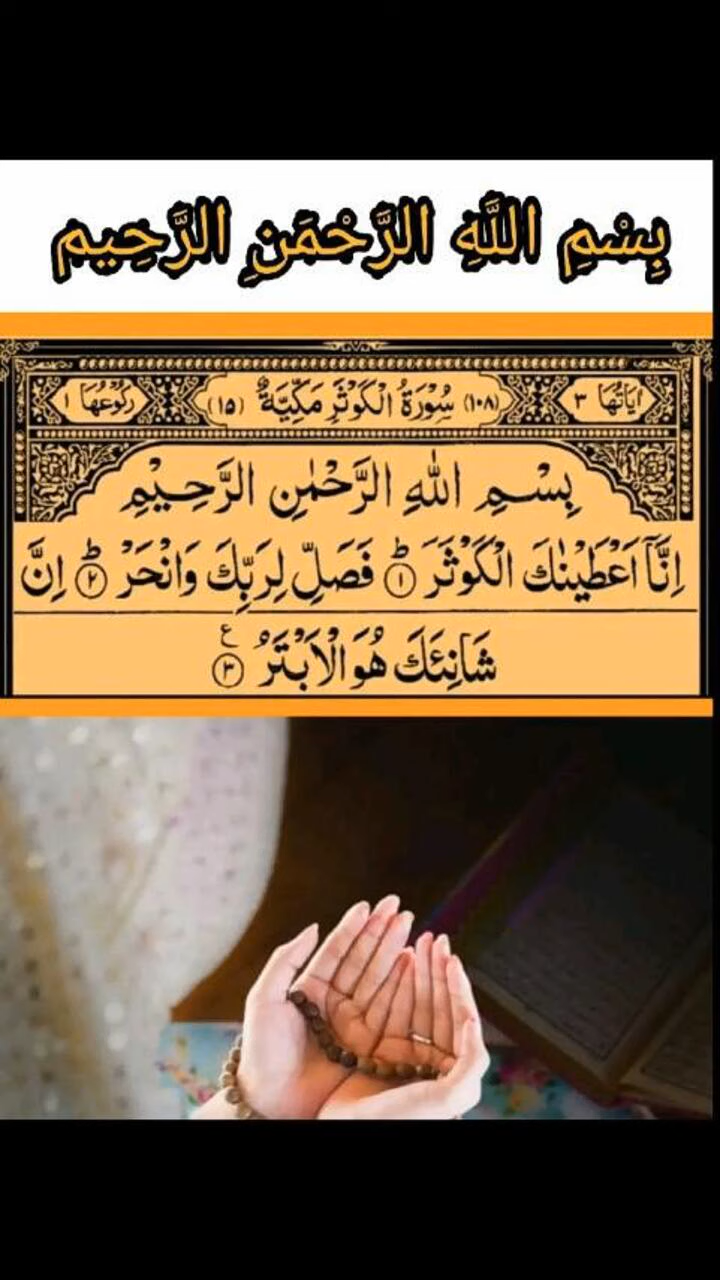 بِسْمِ اللَّهِ الرَّحْمَنِ الرَّحِيم
اٰيَاتُهَا ٣ (١٠٨) سُوْرَةُ الْكَوْثَرِ مَكِّيَّةٌ (١٥) رُكُوْعُهَا ١
بِسْمِ اللهِ الرَّحْمٰنِ الرَّحِيْمِ
اِنَّآ اَعْطَيْنٰكَ الْكَوْثَرَ ؕ﴿١﴾ فَصَلِّ لِرَبِّكَ وَانْحَرْ ؕ﴿٢﴾ اِنَّ
شَانِئَكَ هُوَ الْاَبْتَرُ ﴿٣﴾ ع